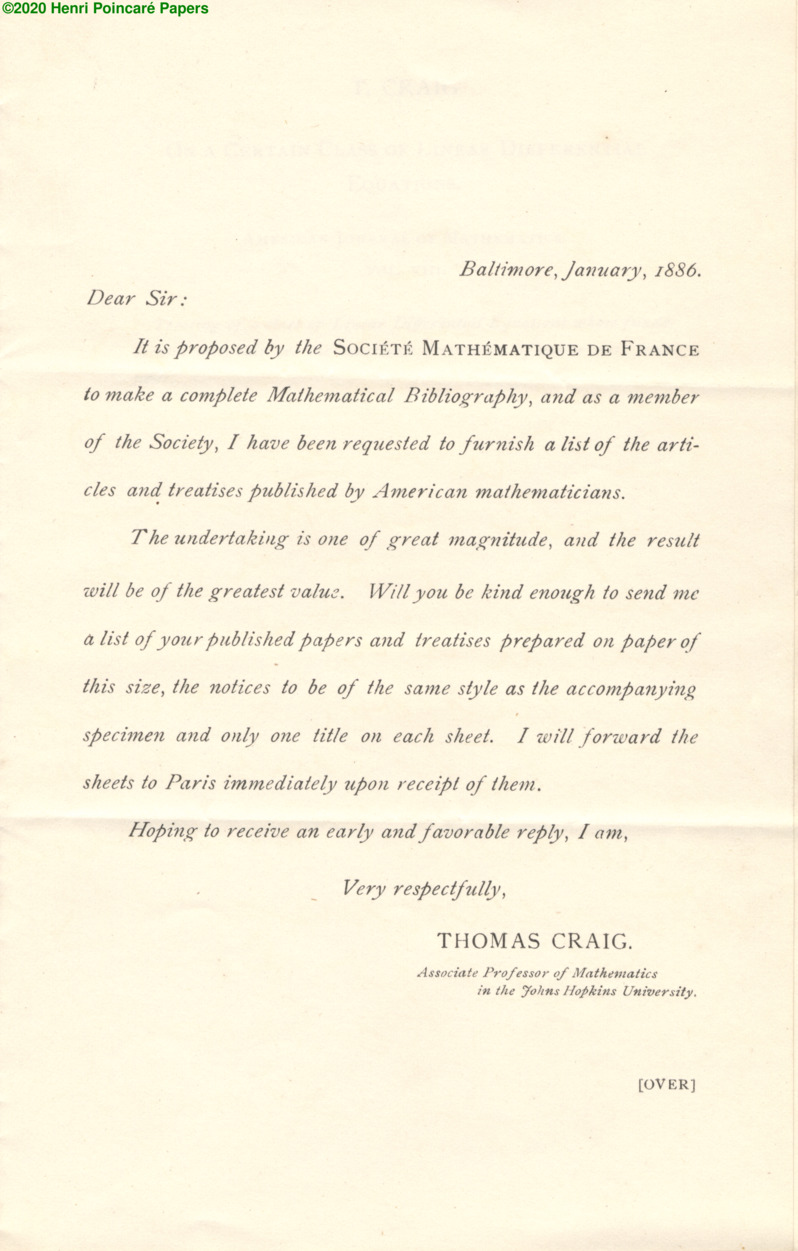 ©2020 Henri Poincaré Papers
Baltimore, January, 1886.
Dear Sir:
It is proposed by the SOCIÉTÉ MATHÉMATIQUE DE FRANCE
to make a complete Mathematical Bibliography, and as a member
of the Society, I have been requested to furnish a list of the arti-
cles and treatises published by American mathematicians.
The undertaking is one of great magnitude, and the result
will be of the greatest value. Will you be kind enough to send me
a list of your published papers and treatises prepared on paper of
this size, the notices to be of the same style as the accompanying
specimen and only one title on each sheet. I will forward the
sheets to Paris immediately upon receipt of them.
Hoping to receive an early and favorable reply, I am,
Very respectfully,
THOMAS CRAIG.
Associate Professor of Mathematics
in the Johns Hopkins University.
[OVER]